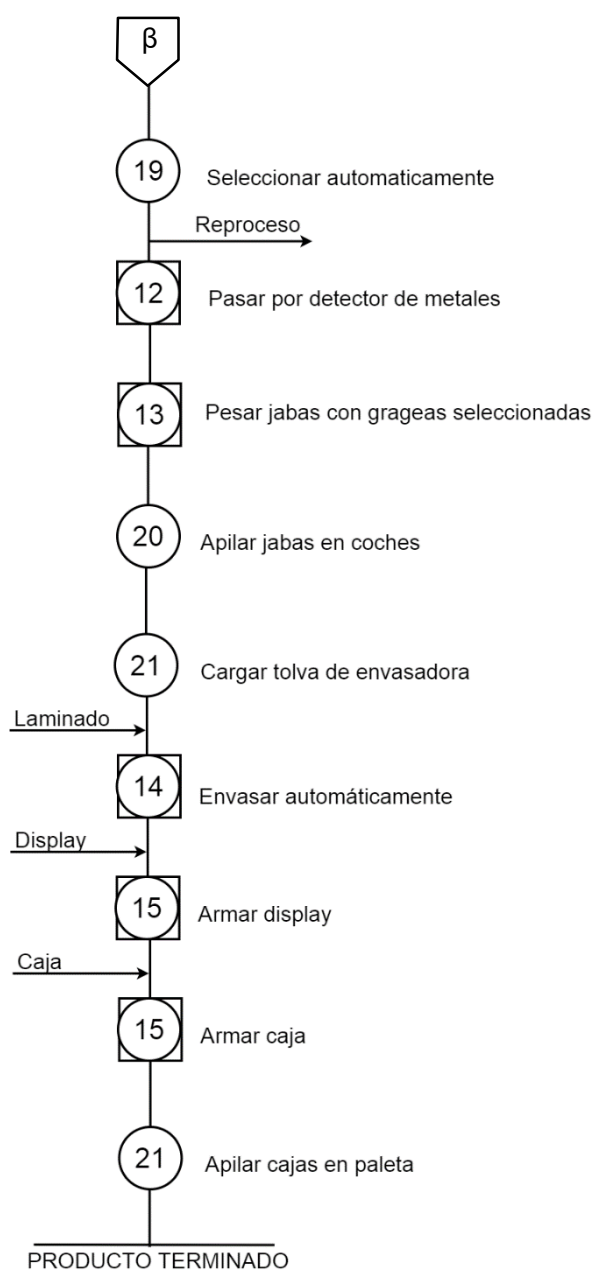 β
19
Seleccionar automaticamente
Reproceso
12
Pasar por detector de metales
13
Pesar jabas con grageas seleccionadas
20
Apilar jabas en coches
21
Cargar tolva de envasadora
Laminado
14
Envasar automáticamente
Display
15
Armar display
Caja
15
Armar caja
21
Apilar cajas en paleta
PRODUCTO TERMINADO